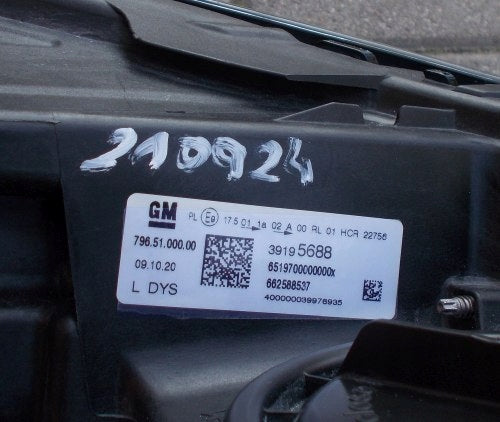 210924
GM PL E8 17.5 01 1a 02 A 00 RL 01 HCR 22756
796.51.000.00 39195688
09.10.20 6519700000000x
L DYS 662588537
400000039978935